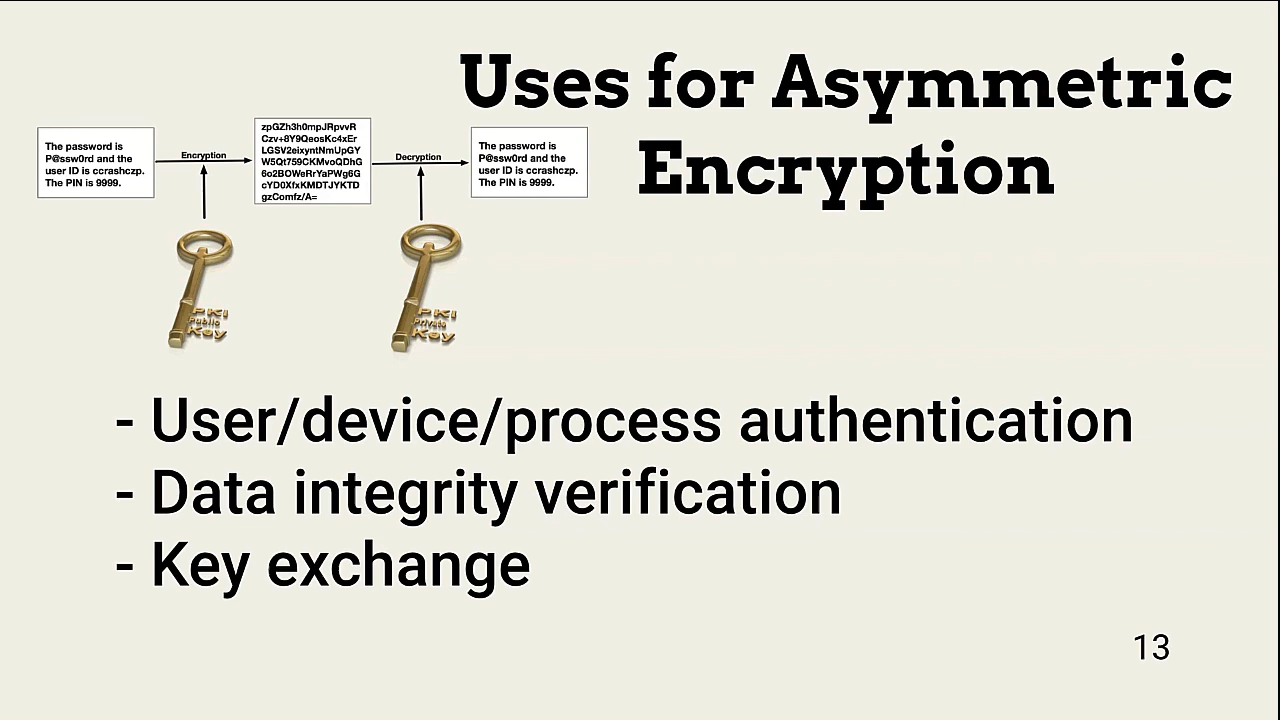 Uses for Asymmetric
Encryption
The password is
P@ssw0rd and the
user ID is ccrashczp.
The PIN is 9999.
Encryption
zpGZh3h0mpJRpvvR
Czv+8Y9QeosKc4xEr
LGSV2eixyntNmUpGY
W5Qt759CKMvoQDhG
6o2BOWeRrYaPWg6G
cYD0XfxKMDTJYKTD
gzComfz/A=
Decryption
The password is
P@ssw0rd and the
user ID is ccrashczp.
The PIN is 9999.
PKI
Public
Key
PKI
Private
Key
- User/device/process authentication
- Data integrity verification
- Key exchange
13